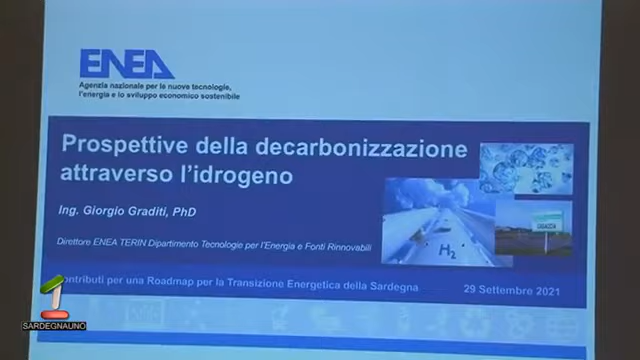 ENEA
Agenzia nazionale per le nuove tecnologie,
l'energia e lo sviluppo economico sostenibile
Prospettive della decarbonizzazione
attraverso l'idrogeno
Ing. Giorgio Graditi, PhD
Direttore ENEA TERIN Dipartimento Tecnologie per l'Energia e Fonti Rinnovabili
H2
ontributi per una Roadmap per la Transizione Energetica della Sardegna
29 Settembre 2021
1
SARDEGNAUNO